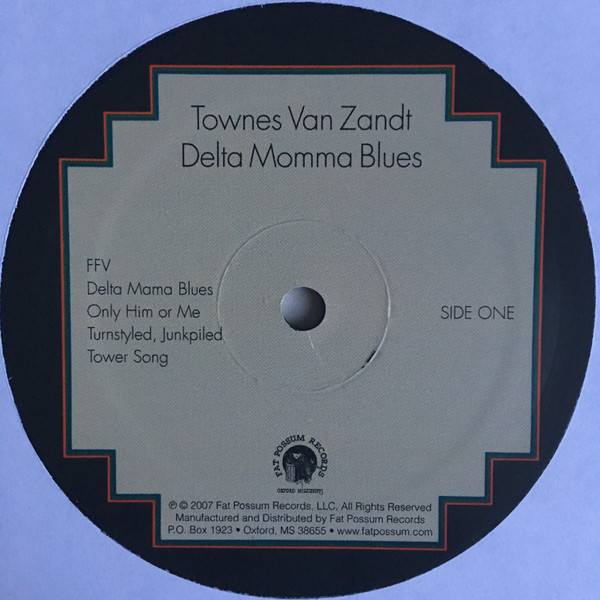 Townes Van Zandt
Delta Momma Blues
FFV
Delta Mama Blues
Only Him or Me
Turnstyled, Junkpiled
Tower Song
SIDE ONE
FAT POSSUM RECORDS
OXFORD MISSISSIPPI
℗ © 2007 Fat Possum Records, LLC, All Rights Reserved
Manufactured and Distributed by Fat Possum Records
P.O. Box 1923 • Oxford, MS 38655 • www.fatpossum.com